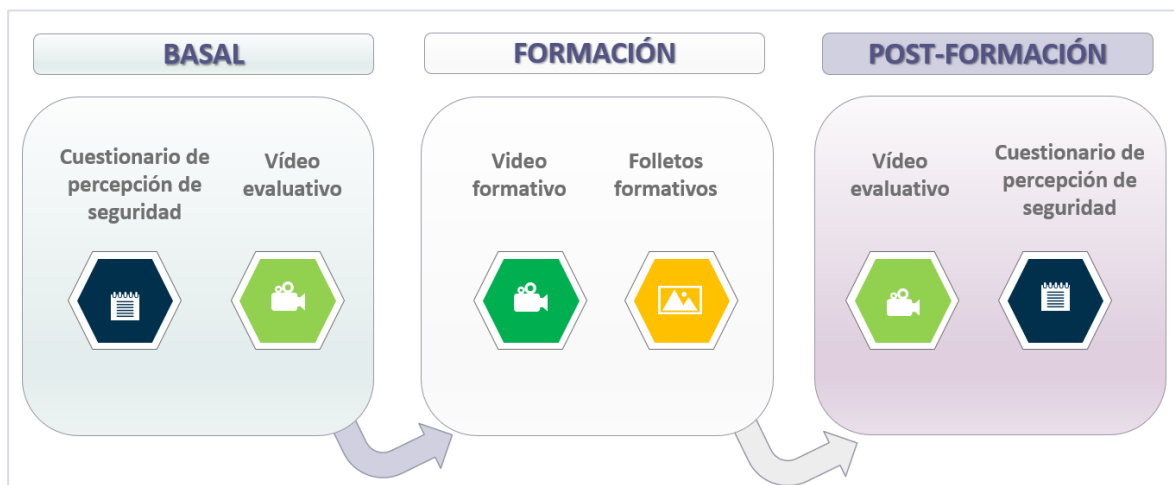 BASAL
Cuestionario de
percepción de
seguridad
Vídeo
evaluativo
FORMACIÓN
Video
formativo
Folletos
formativos
POST-FORMACIÓN
Vídeo
evaluativo
Cuestionario de
percepción de
seguridad